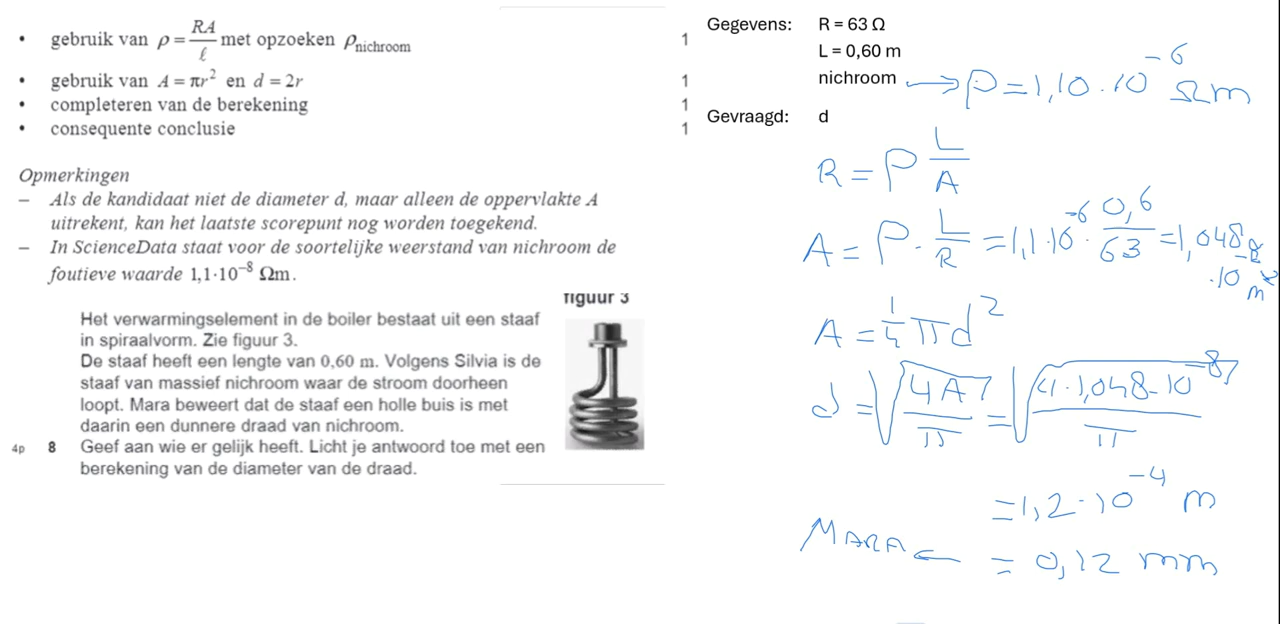 • gebruik van ρ = RA/ℓ met opzoeken ρnichroom 1
• gebruik van A = πr² en d = 2r 1
• completeren van de berekening 1
• consequente conclusie 1
Opmerkingen
– Als de kandidaat niet de diameter d, maar alleen de oppervlakte A
uitrekent, kan het laatste scorepunt nog worden toegekend.
– In ScienceData staat voor de soortelijke weerstand van nichroom de
foutieve waarde 1,1·10⁻⁸ Ωm.
figuur 3
Het verwarmingselement in de boiler bestaat uit een staaf
in spiraalvorm. Zie figuur 3.
De staaf heeft een lengte van 0,60 m. Volgens Silvia is de
staaf van massief nichroom waar de stroom doorheen
loopt. Mara beweert dat de staaf een holle buis is met
daarin een dunnere draad van nichroom.
4p 8 Geef aan wie er gelijk heeft. Licht je antwoord toe met een
berekening van de diameter van de draad.
Gegevens: R = 63 Ω
L = 0,60 m
nichroom → ρ = 1,10 · 10⁻⁶ Ωm
Gevraagd: d
R = ρ L/A
A = ρ · L/R = 1,1 · 10⁻⁶ · 0,6/63 = 1,048 · 10⁻⁸ m²
A = ¼ π d²
d = √(4A/π) = √(4 · 1,048 · 10⁻⁸/π)
= 1,2 · 10⁻⁴ m
MARA ← = 0,12 mm